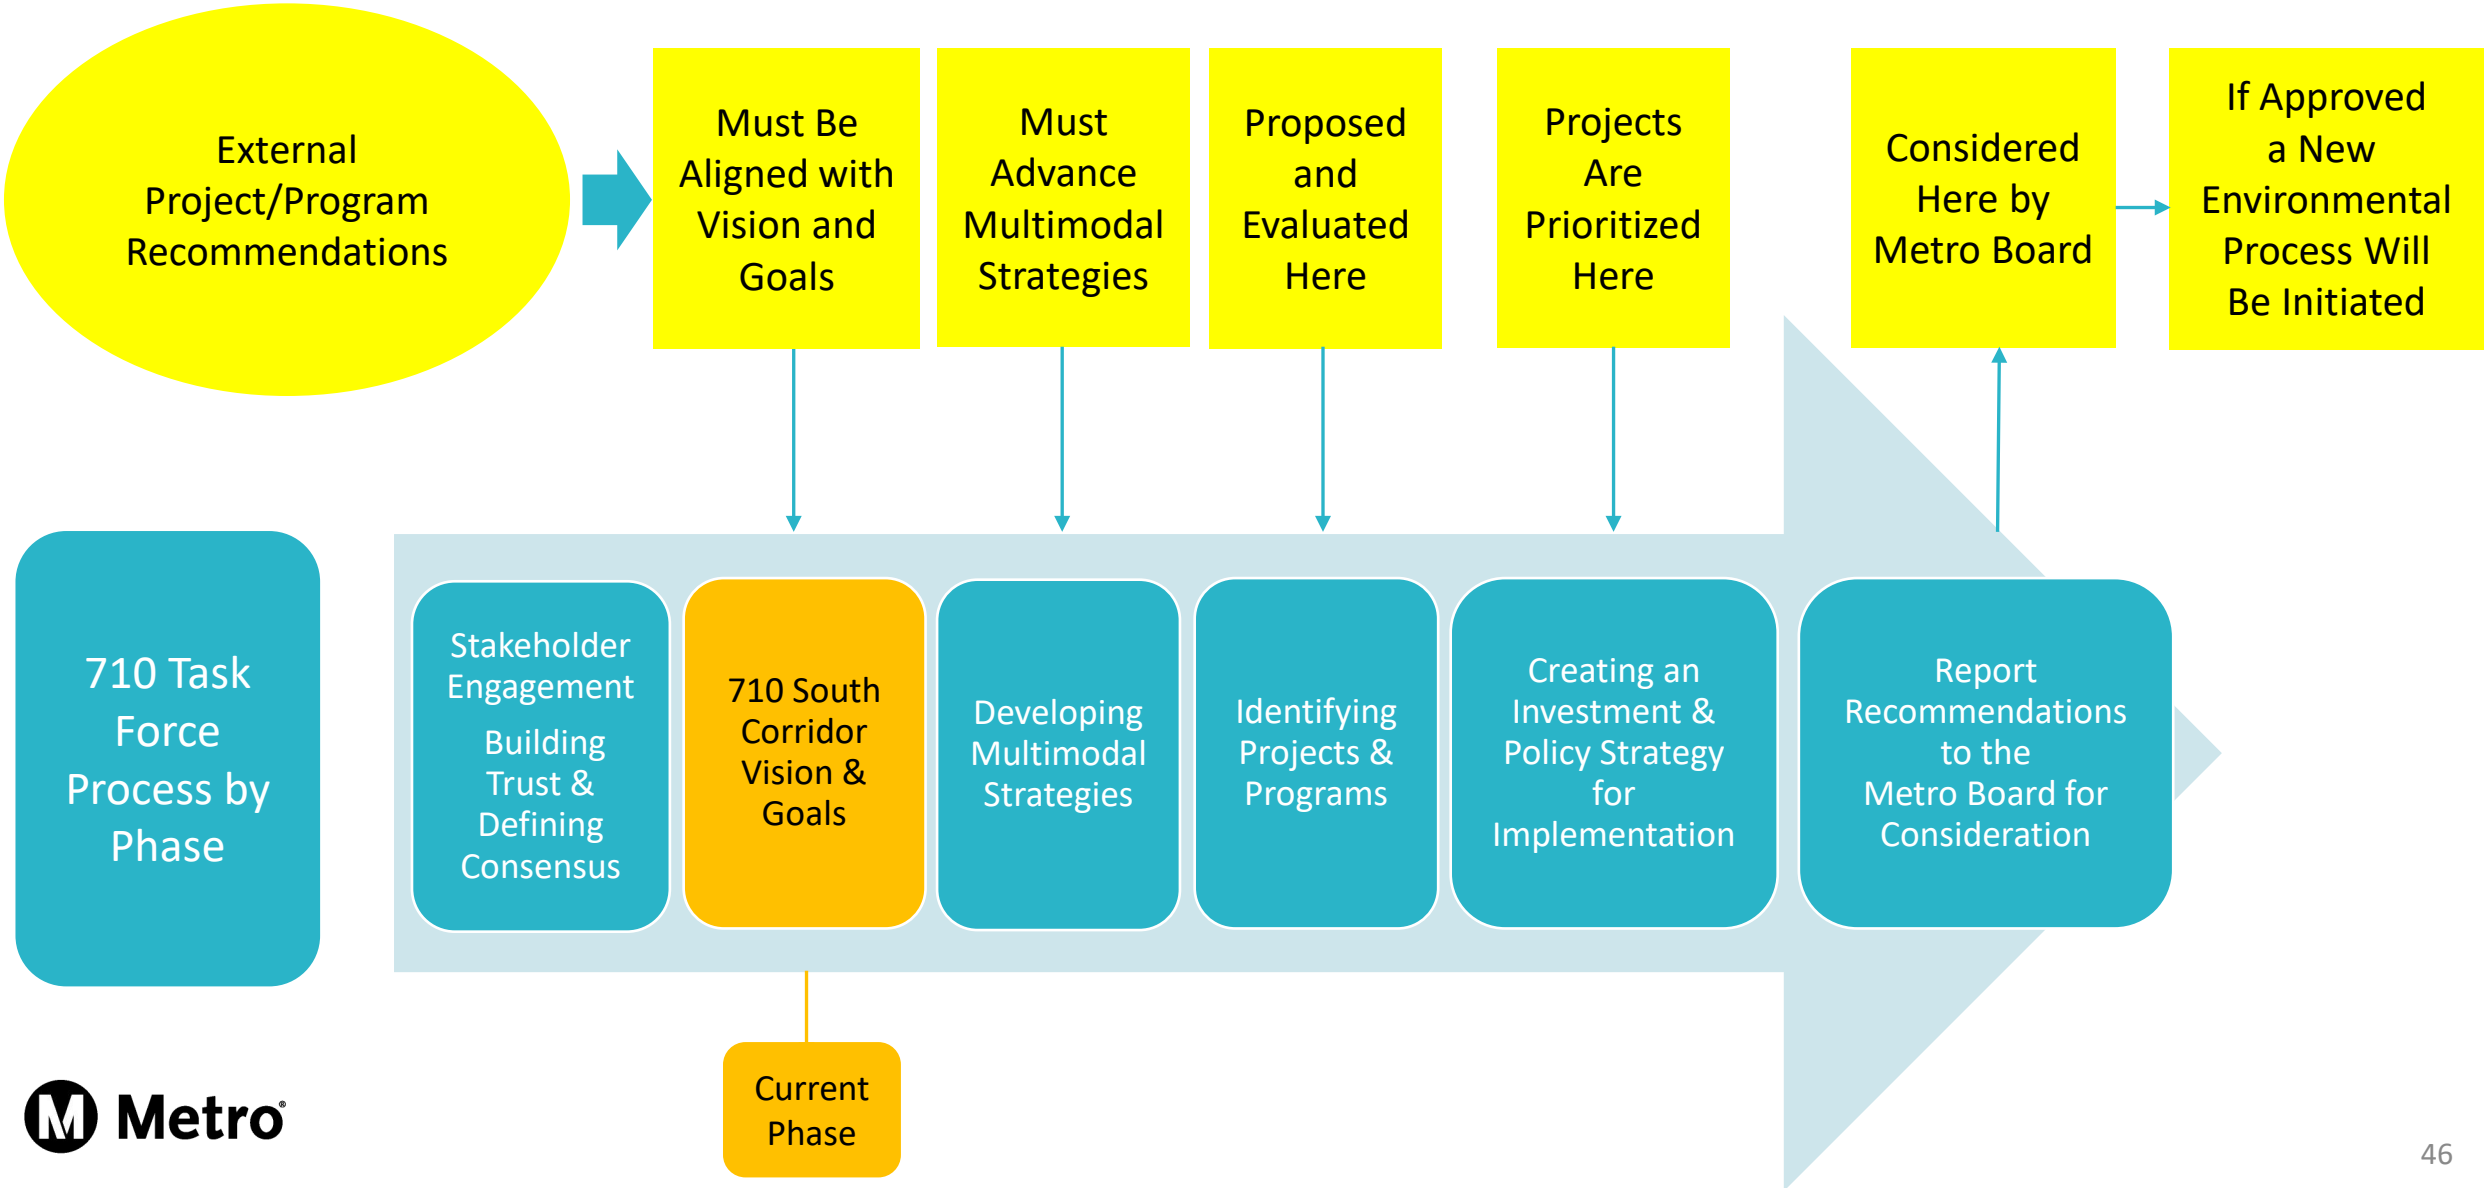 External
Project/Program
Recommendations
Must Be
Aligned with
Vision and
Goals
Must
Advance
Multimodal
Strategies
Proposed
and
Evaluated
Here
Projects
Are
Prioritized
Here
Considered
Here by
Metro Board
If Approved
a New
Environmental
Process Will
Be Initiated
710 Task
Force
Process by
Phase
Stakeholder
Engagement
Building
Trust &
Defining
Consensus
710 South
Corridor
Vision &
Goals
Developing
Multimodal
Strategies
Identifying
Projects &
Programs
Creating an
Investment &
Policy Strategy
for
Implementation
Report
Recommendations
to the
Metro Board for
Consideration
Current
Phase
M Metro®
46